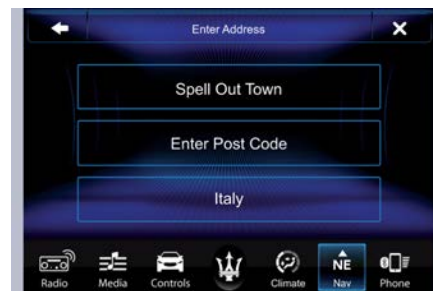 Enter Address
Spell Out Town
Enter Post Code
Italy
NE
Radio Media Controls Climate Nav Phone